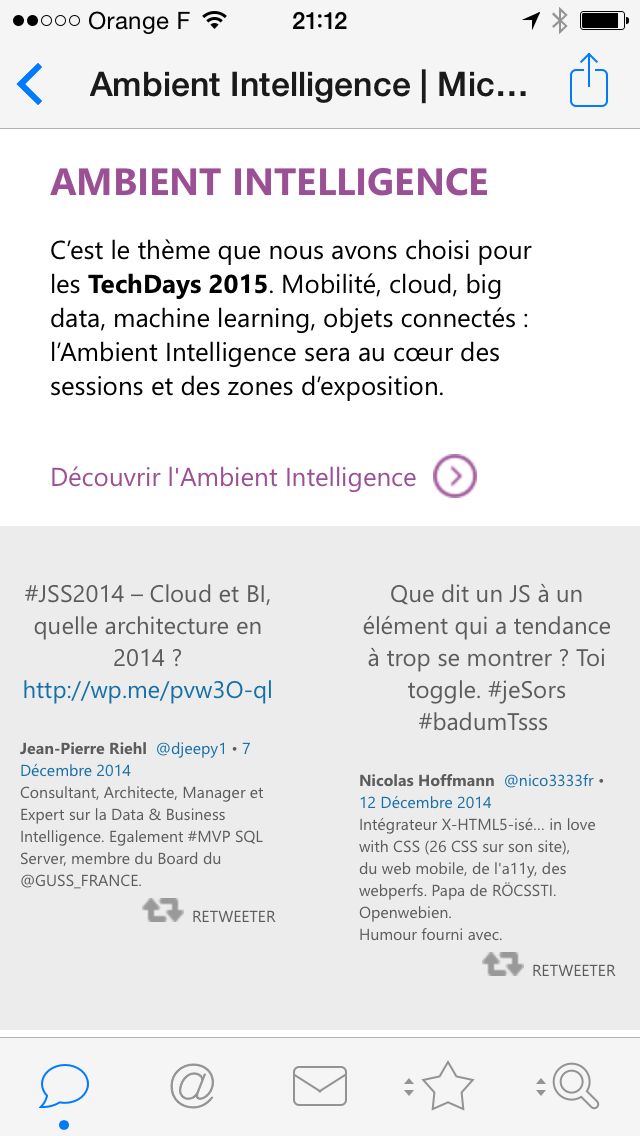 Orange F
21:12
Ambient Intelligence | Mic...
AMBIENT INTELLIGENCE
C’est le thème que nous avons choisi pour
les TechDays 2015. Mobilité, cloud, big
data, machine learning, objets connectés :
l’Ambient Intelligence sera au cœur des
sessions et des zones d’exposition.
Découvrir l'Ambient Intelligence
#JSS2014 – Cloud et BI,
quelle architecture en
2014 ?
http://wp.me/pvw3O-ql
Jean-Pierre Riehl @djeepy1 • 7
Décembre 2014
Consultant, Architecte, Manager et
Expert sur la Data & Business
Intelligence. Egalement #MVP SQL
Server, membre du Board du
@GUSS_FRANCE.
RETWEETER
Que dit un JS à un
élément qui a tendance
à trop se montrer ? Toi
toggle. #jeSors
#badumTsss
Nicolas Hoffmann @nico3333fr •
12 Décembre 2014
Intégrateur X-HTML5-isé... in love
with CSS (26 CSS sur son site),
du web mobile, de l'a11y, des
webperfs. Papa de RÖCSSTI.
Openwebien.
Humour fourni avec.
RETWEETER
@